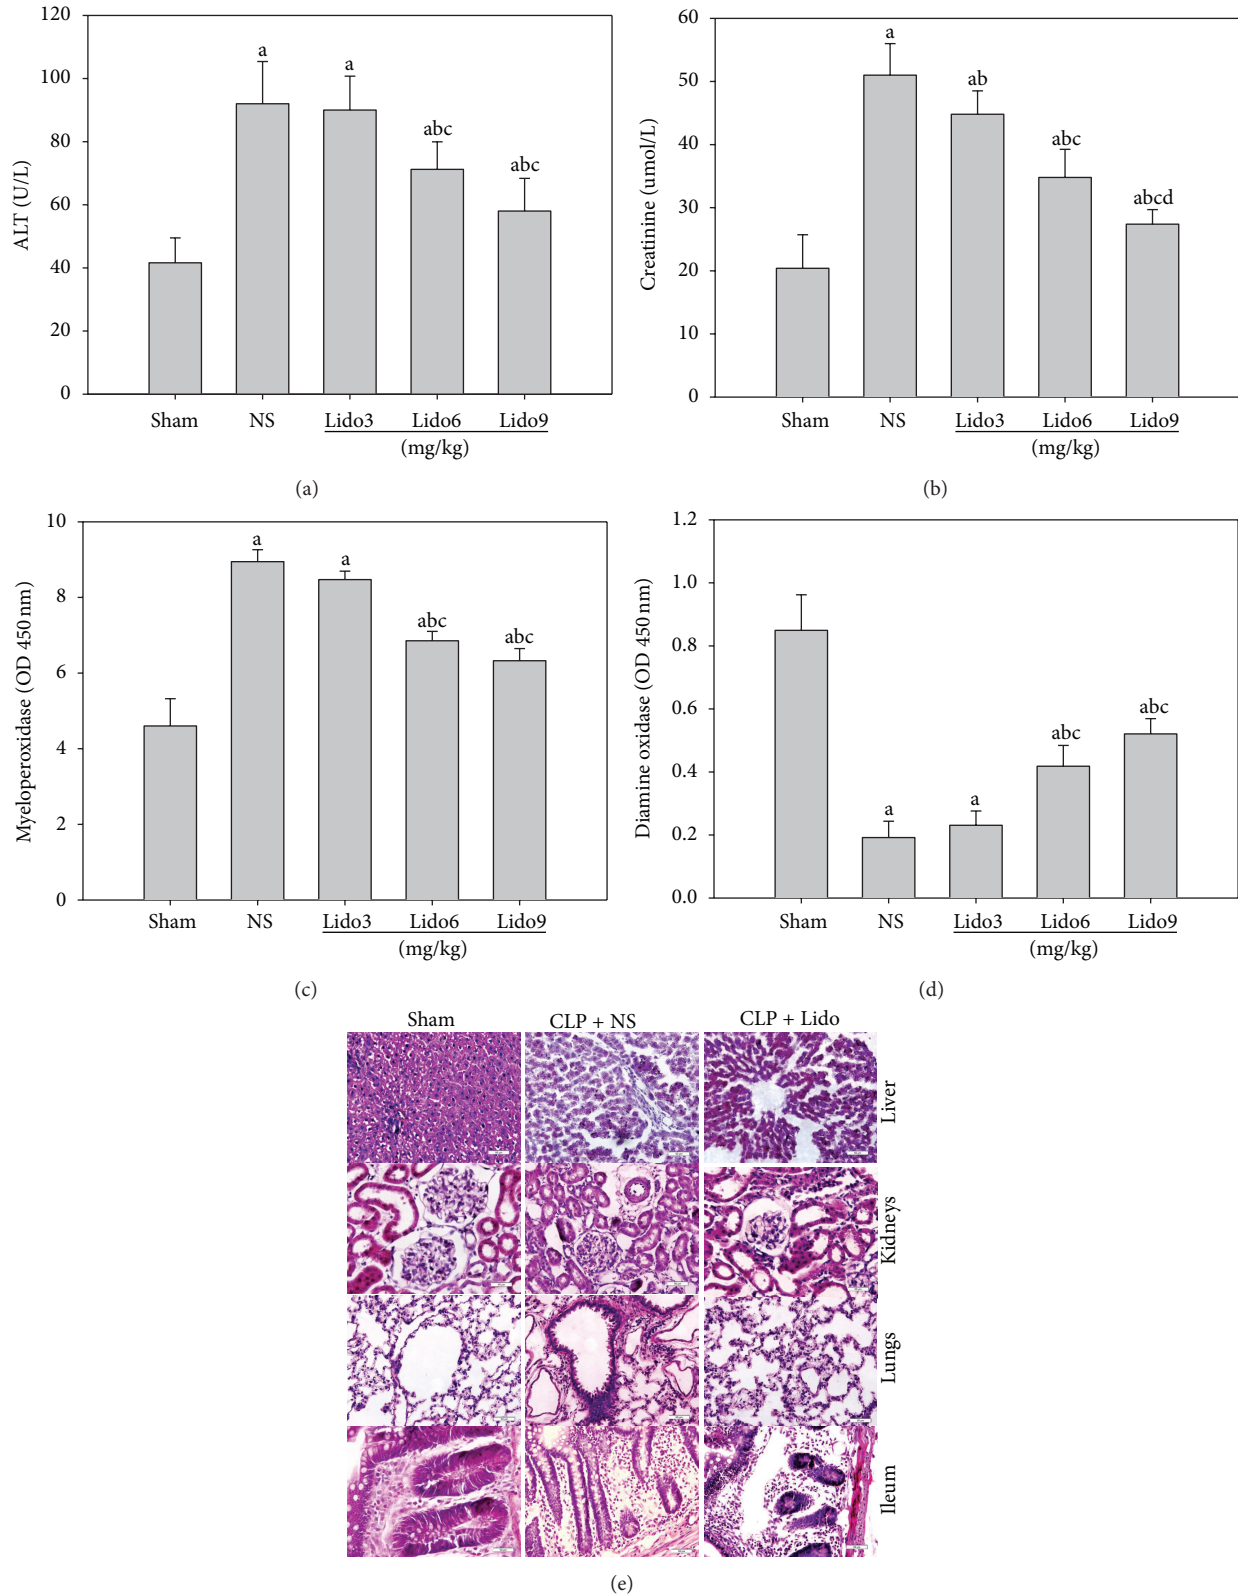 120
100
80
60
40
20
0
ALT (U/L)
a
a
abc
abc
Sham NS Lido3 Lido6 Lido9
(mg/kg)
(a)
60
50
40
30
20
10
0
Creatinine (umol/L)
a
ab
abc
abcd
Sham NS Lido3 Lido6 Lido9
(mg/kg)
(b)
10
8
6
4
2
0
Myeloperoxidase (OD 450 nm)
a
a
abc
abc
Sham NS Lido3 Lido6 Lido9
(mg/kg)
(c)
1.2
1.0
0.8
0.6
0.4
0.2
0.0
Diamine oxidase (OD 450 nm)
a
a
abc
abc
Sham NS Lido3 Lido6 Lido9
(mg/kg)
(d)
Sham CLP + NS CLP + Lido
Liver
Kidneys
Lungs
Ileum
(e)